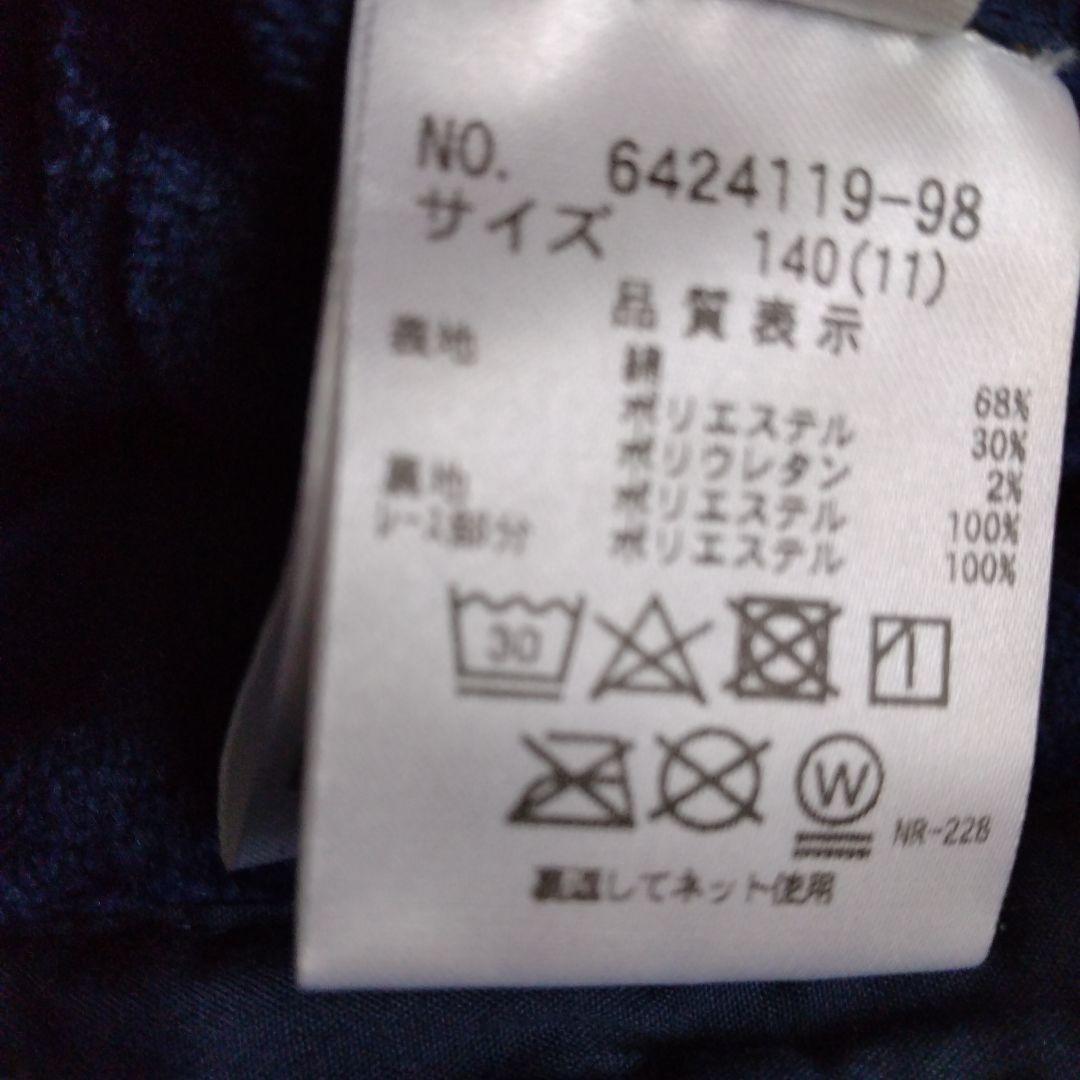 NO. 6424119-98
サイズ 140(11)
品質表示
表地 綿 68%
ポリエステル 30%
ポリウレタン 2%
裏地 ポリエステル 100%
レース部分 ポリエステル 100%
30
W
NR-228
裏返してネット使用